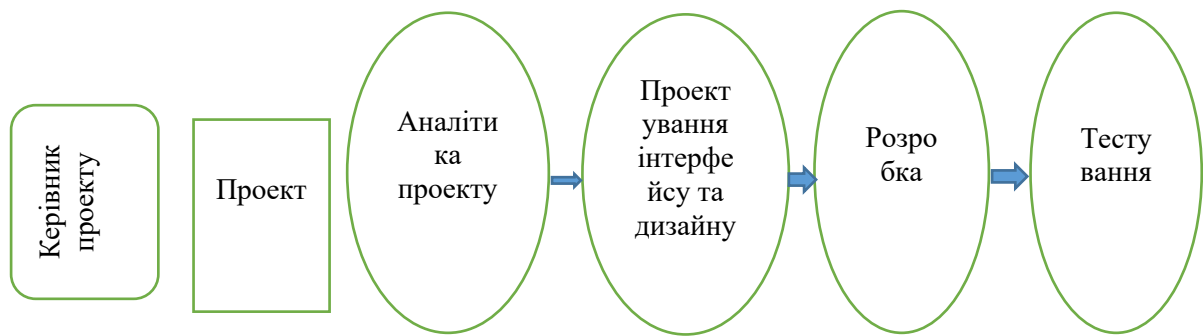 Керівник
проекту
Проект
Аналіти
ка
проекту
Проект
ування
інтерфе
йсу та
дизайну
Розро
бка
Тесту
вання